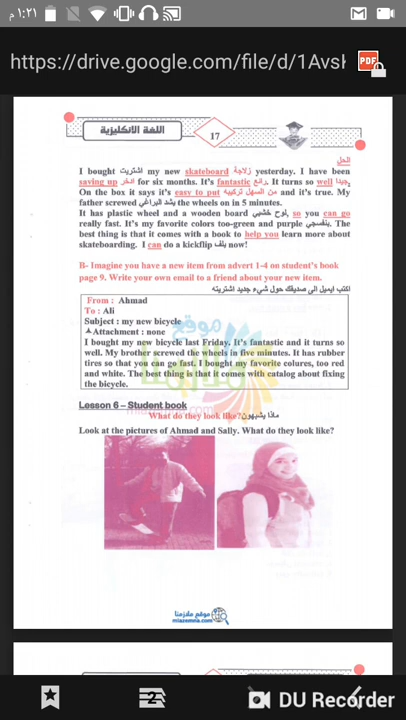 ١:٢١ م
https://drive.google.com/file/d/1Avsk
PDF
اللغة الانكليزية
17
الحل
I bought اشتريت my new skateboard زلاجة yesterday. I have been
saving up ادخر for six months. It's fantastic رائع. It turns so well جيدا.
On the box it says it's easy to put من السهل تركيبه and it's true. My
father screwed يشد البراغي the wheels on in 5 minutes.
It has plastic wheel and a wooden board لوح خشبي, so you can go
really fast. It's my favorite colors too-green and purple بنفسجي. The
best thing is that it comes with a book to help you learn more about
skateboarding. I can do a kickflip يلف now!
B- Imagine you have a new item from advert 1-4 on student's book
page 9. Write your own email to a friend about your new item.
اكتب ايميل الى صديقك حول شيء جديد اشتريته
From : Ahmad
To : Ali
Subject : my new bicycle
Attachment : none
I bought my new bicycle last Friday. It's fantastic and it turns so
well. My brother screwed the wheels in five minutes. It has rubber
tires so that you can go fast. I bought my favorite colures, too red
and white. The best thing is that it comes with catalog about fixing
the bicycle.
موقع
ملازمنا
mlazemna.com
Lesson 6 – Student book
What do they look like?ماذا يشبهون
Look at the pictures of Ahmad and Sally. What do they look like?
موقع ملازمنا
mlazemna.com
2
DU Recorder